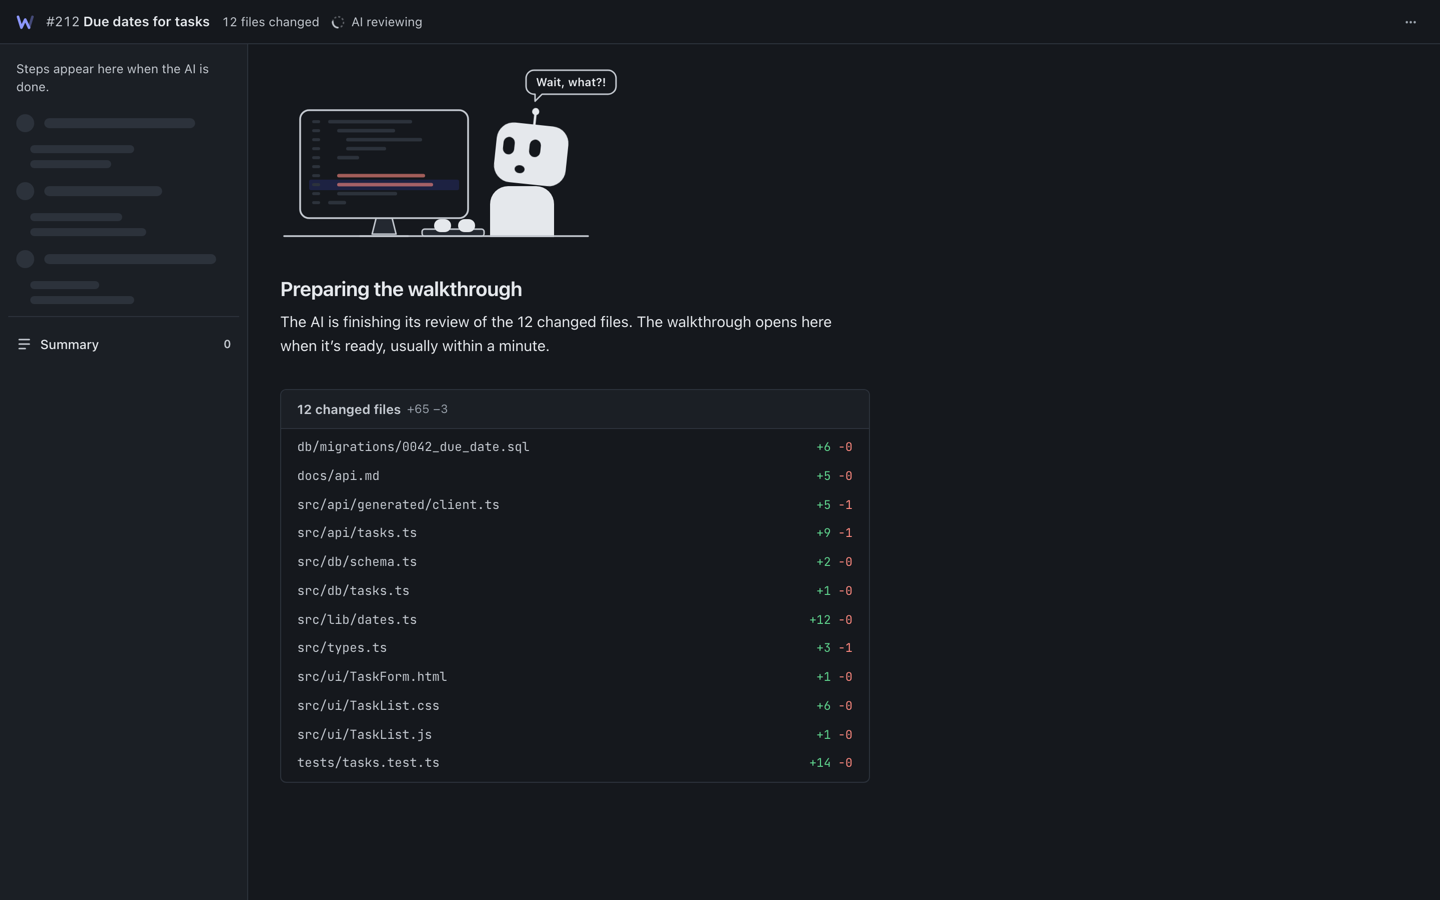 #212 Due dates for tasks 12 files changed AI reviewing
Steps appear here when the AI is
done.
Summary 0
Wait, what?!
Preparing the walkthrough
The AI is finishing its review of the 12 changed files. The walkthrough opens here
when it’s ready, usually within a minute.
12 changed files +65 −3
db/migrations/0042_due_date.sql +6 -0
docs/api.md +5 -0
src/api/generated/client.ts +5 -1
src/api/tasks.ts +9 -1
src/db/schema.ts +2 -0
src/db/tasks.ts +1 -0
src/lib/dates.ts +12 -0
src/types.ts +3 -1
src/ui/TaskForm.html +1 -0
src/ui/TaskList.css +6 -0
src/ui/TaskList.js +1 -0
tests/tasks.test.ts +14 -0